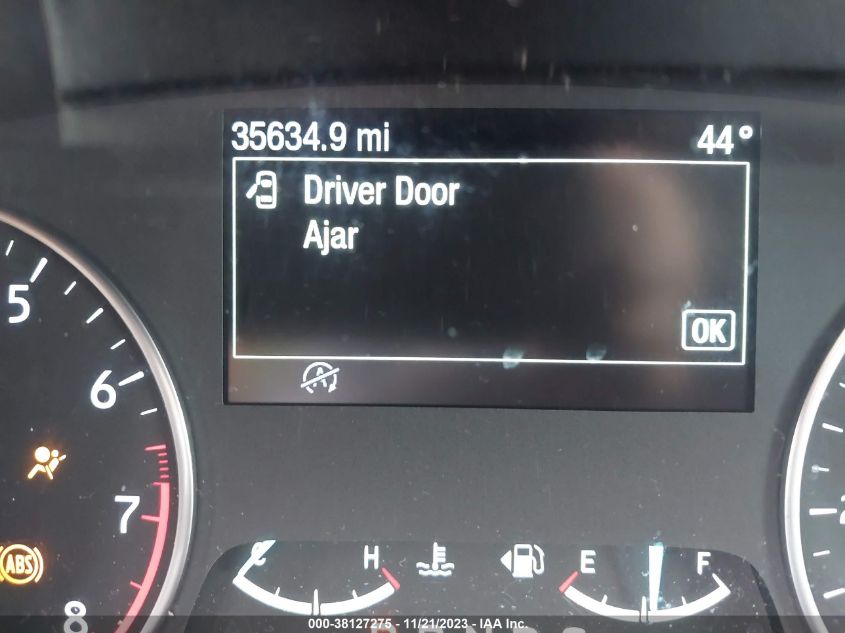 35634.9 mi 44°
Driver Door
Ajar
OK
A
5
6
7
8
ABS
C H
E F
2
000-38127275 - 11/21/2023 - IAA Inc.